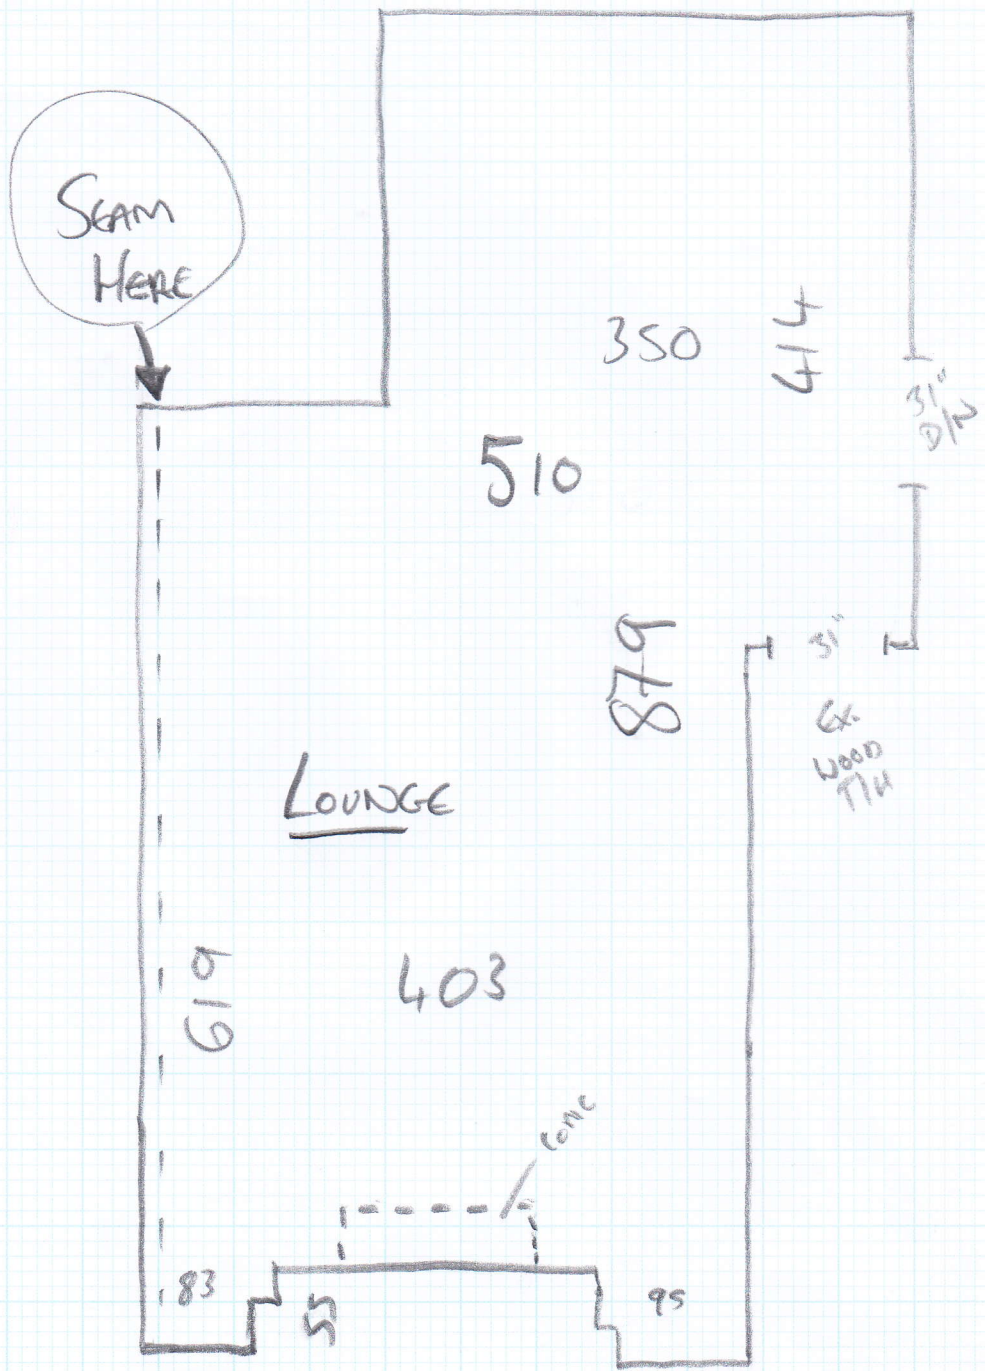 SEAM
HERE
350
414
31"
D/N
510
879
31"
EX.
WOOD
T/H
LOUNGE
619
403
CONC
83
55
95